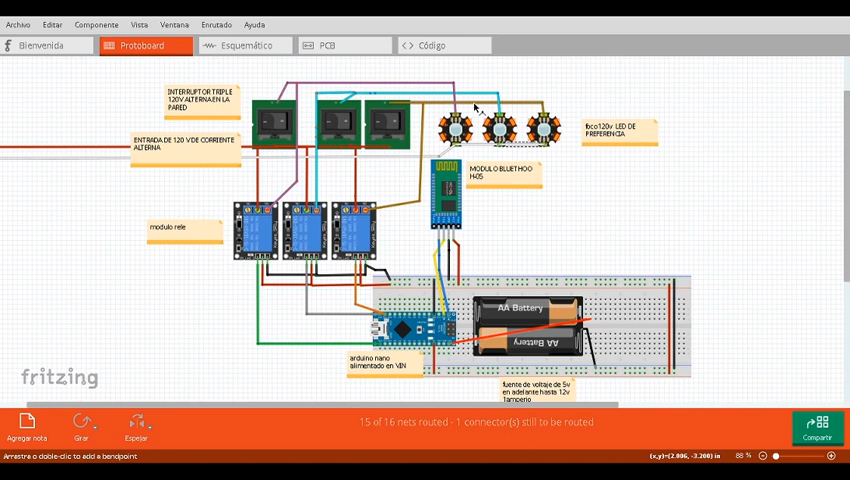 Archivo Editar Componente Vista Ventana Enrutado Ayuda
Bienvenida Protoboard Esquemático PCB Código
INTERRUPTOR TRIPLE
120V ALTERNA EN LA
PARED
ENTRADA DE 120 V DE CORRIENTE
ALTERNA
foco120v LED DE
PREFERENCIA
MODULO BLUETHOO
H-05
modulo rele
AA Battery
AA Battery
arduino nano
alimentado en VIN
fuente de voltaje de 5v
en adelante hasta 12v
1amperio
fritzing
15 of 16 nets routed - 1 connector(s) still to be routed
Agregar nota Girar Espejar Compartir
Arrastra o doble-clic to add a bendpoint
(x,y)=(2.006, -3.200) in 88 %